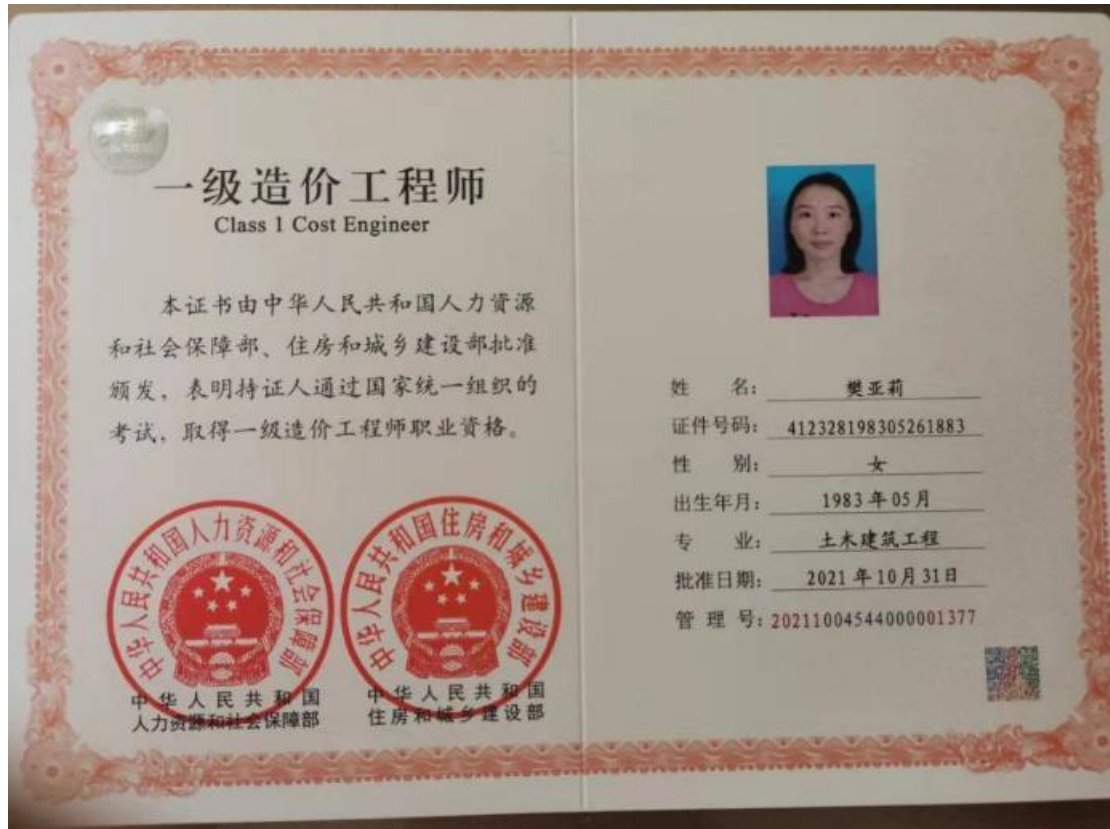 一级造价工程师
Class 1 Cost Engineer
本证书由中华人民共和国人力资源
和社会保障部、住房和城乡建设部批准
颁发，表明持证人通过国家统一组织的
考试，取得一级造价工程师职业资格。
中华人民共和国人力资源和社会保障部
中华人民共和国
人力资源和社会保障部
中华人民共和国住房和城乡建设部
中华人民共和国
住房和城乡建设部
姓 名： 樊亚莉
证件号码： 412328198305261883
性 别： 女
出生年月： 1983年05月
专 业： 土木建筑工程
批准日期： 2021年10月31日
管 理 号： 20211004544000001377